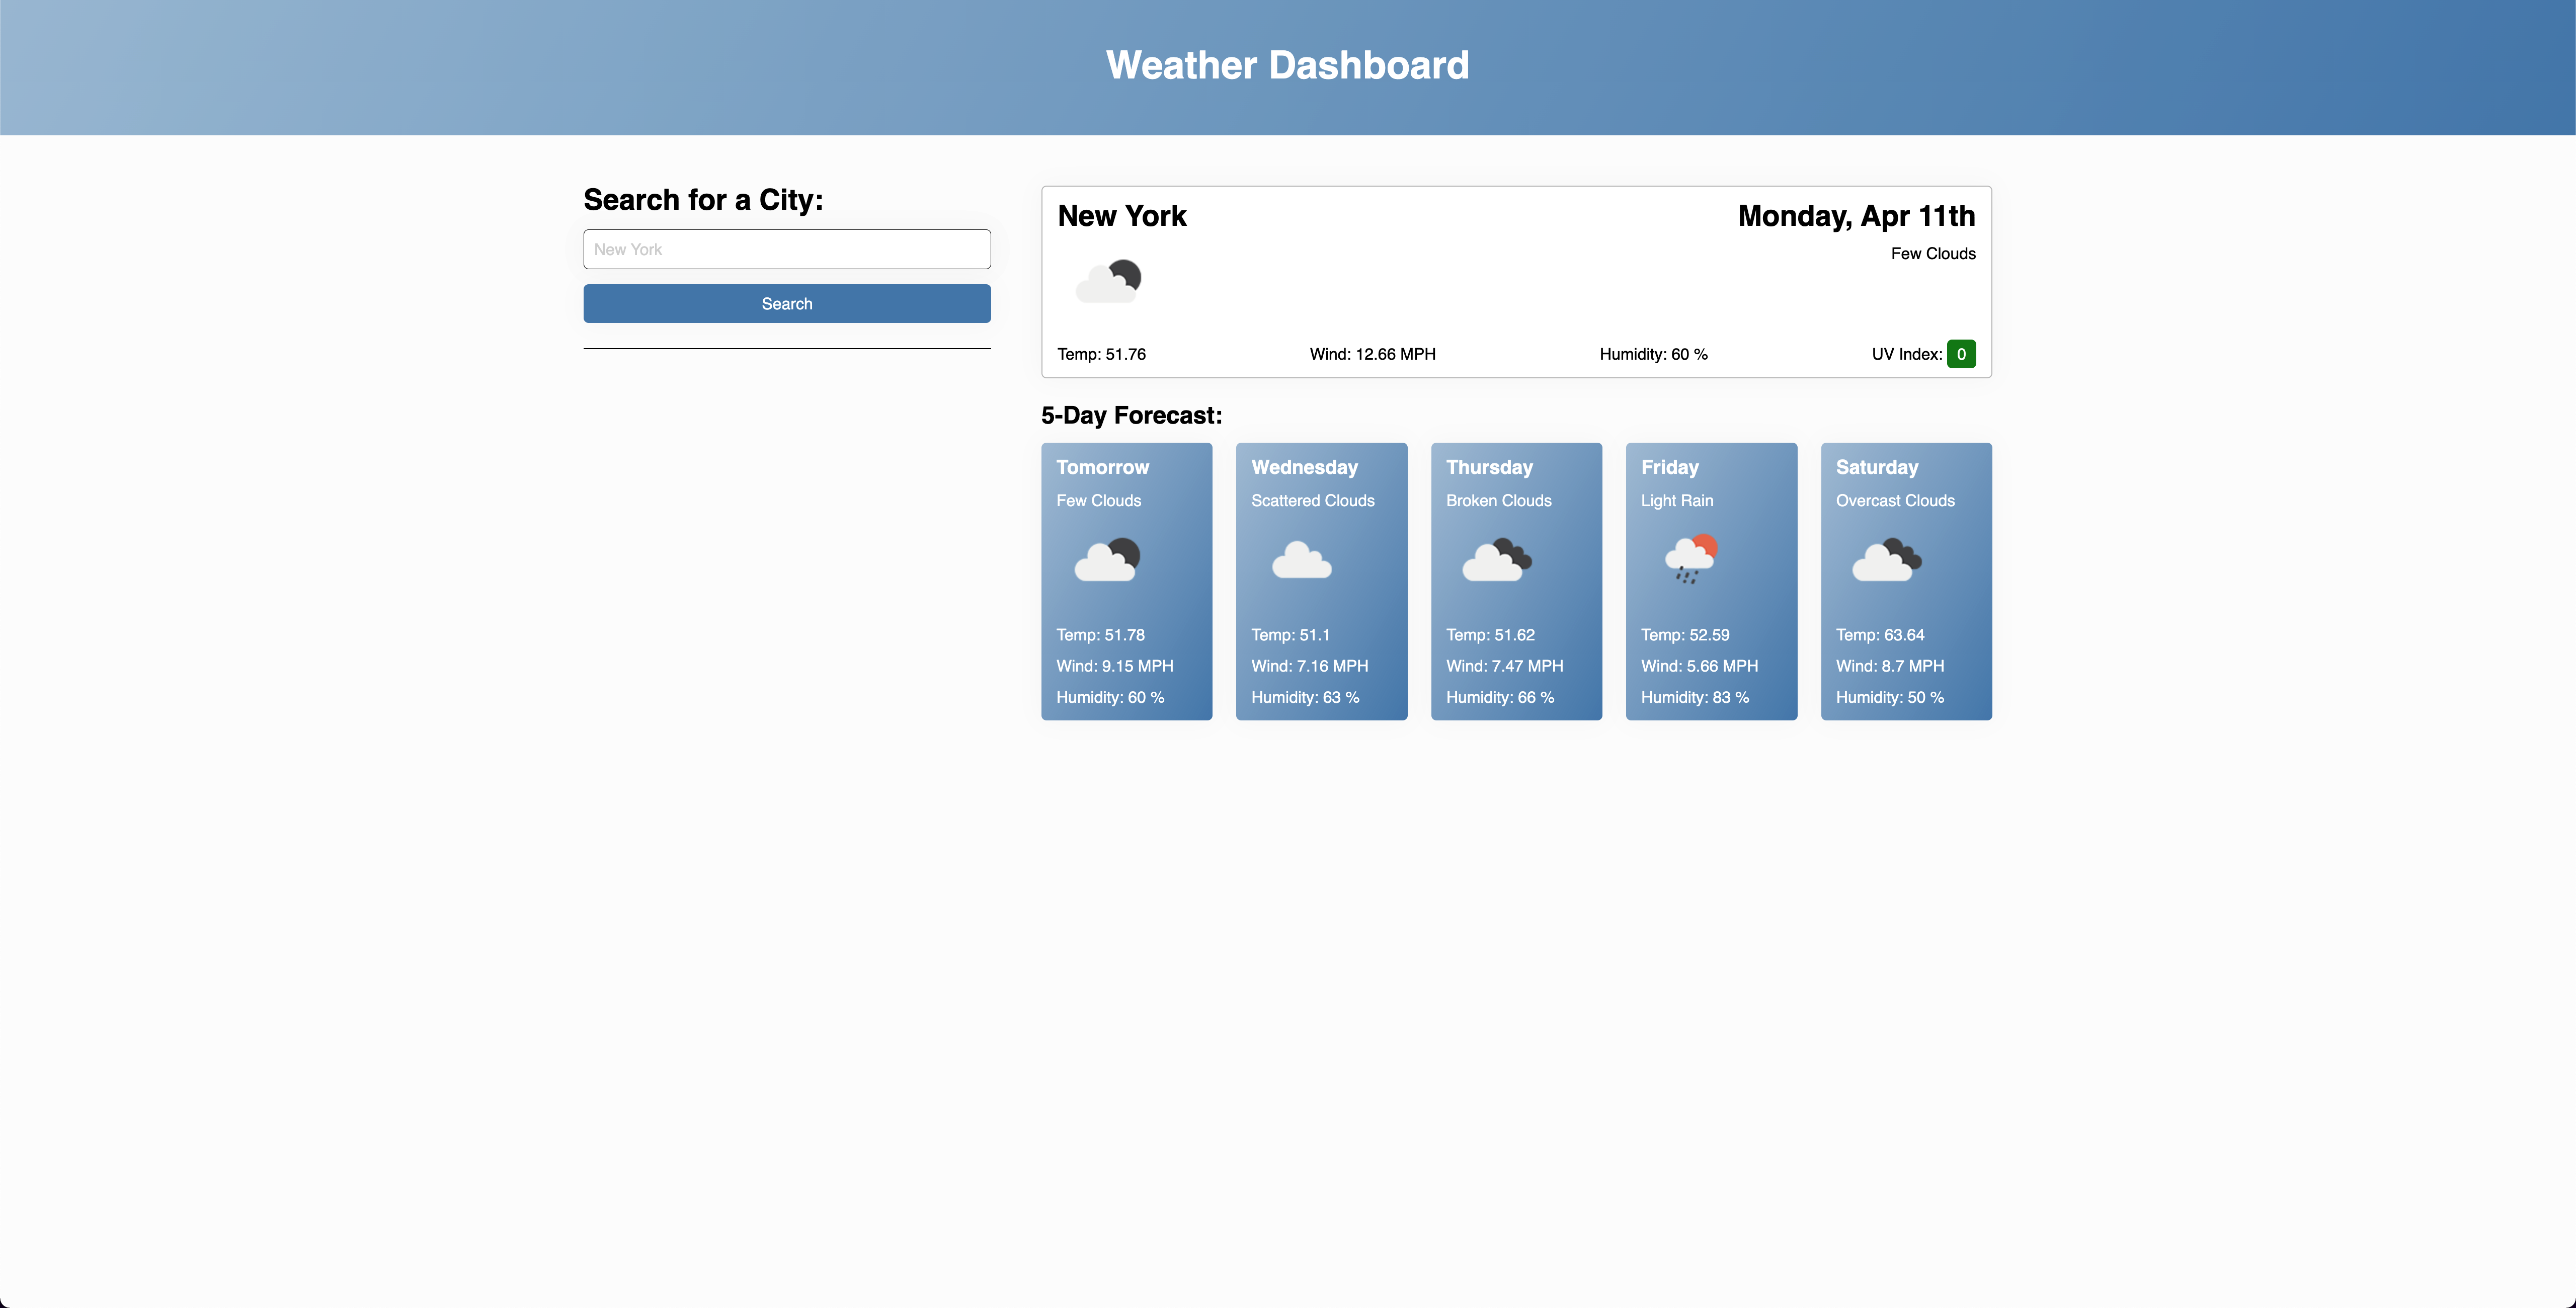 Weather Dashboard
Search for a City:
New York
Search
New York
Monday, Apr 11th
Few Clouds
Temp: 51.76
Wind: 12.66 MPH
Humidity: 60 %
UV Index: 0
5-Day Forecast:
Tomorrow
Few Clouds
Temp: 51.78
Wind: 9.15 MPH
Humidity: 60 %
Wednesday
Scattered Clouds
Temp: 51.1
Wind: 7.16 MPH
Humidity: 63 %
Thursday
Broken Clouds
Temp: 51.62
Wind: 7.47 MPH
Humidity: 66 %
Friday
Light Rain
Temp: 52.59
Wind: 5.66 MPH
Humidity: 83 %
Saturday
Overcast Clouds
Temp: 63.64
Wind: 8.7 MPH
Humidity: 50 %